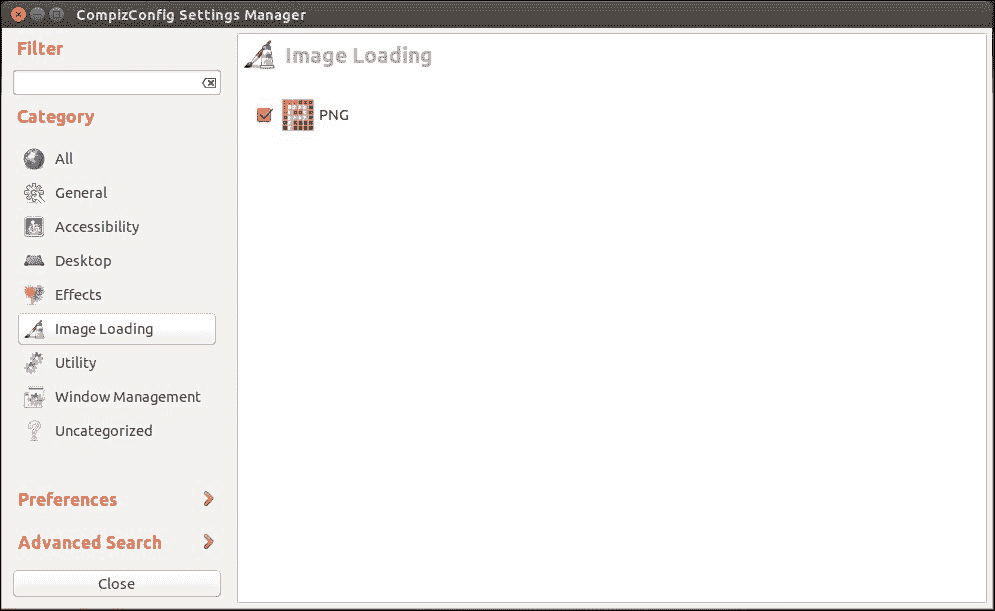 CompizConfig Settings Manager
Filter
Category
All
General
Accessibility
Desktop
Effects
Image Loading
Utility
Window Management
Uncategorized
Preferences
Advanced Search
Close
Image Loading
PNG